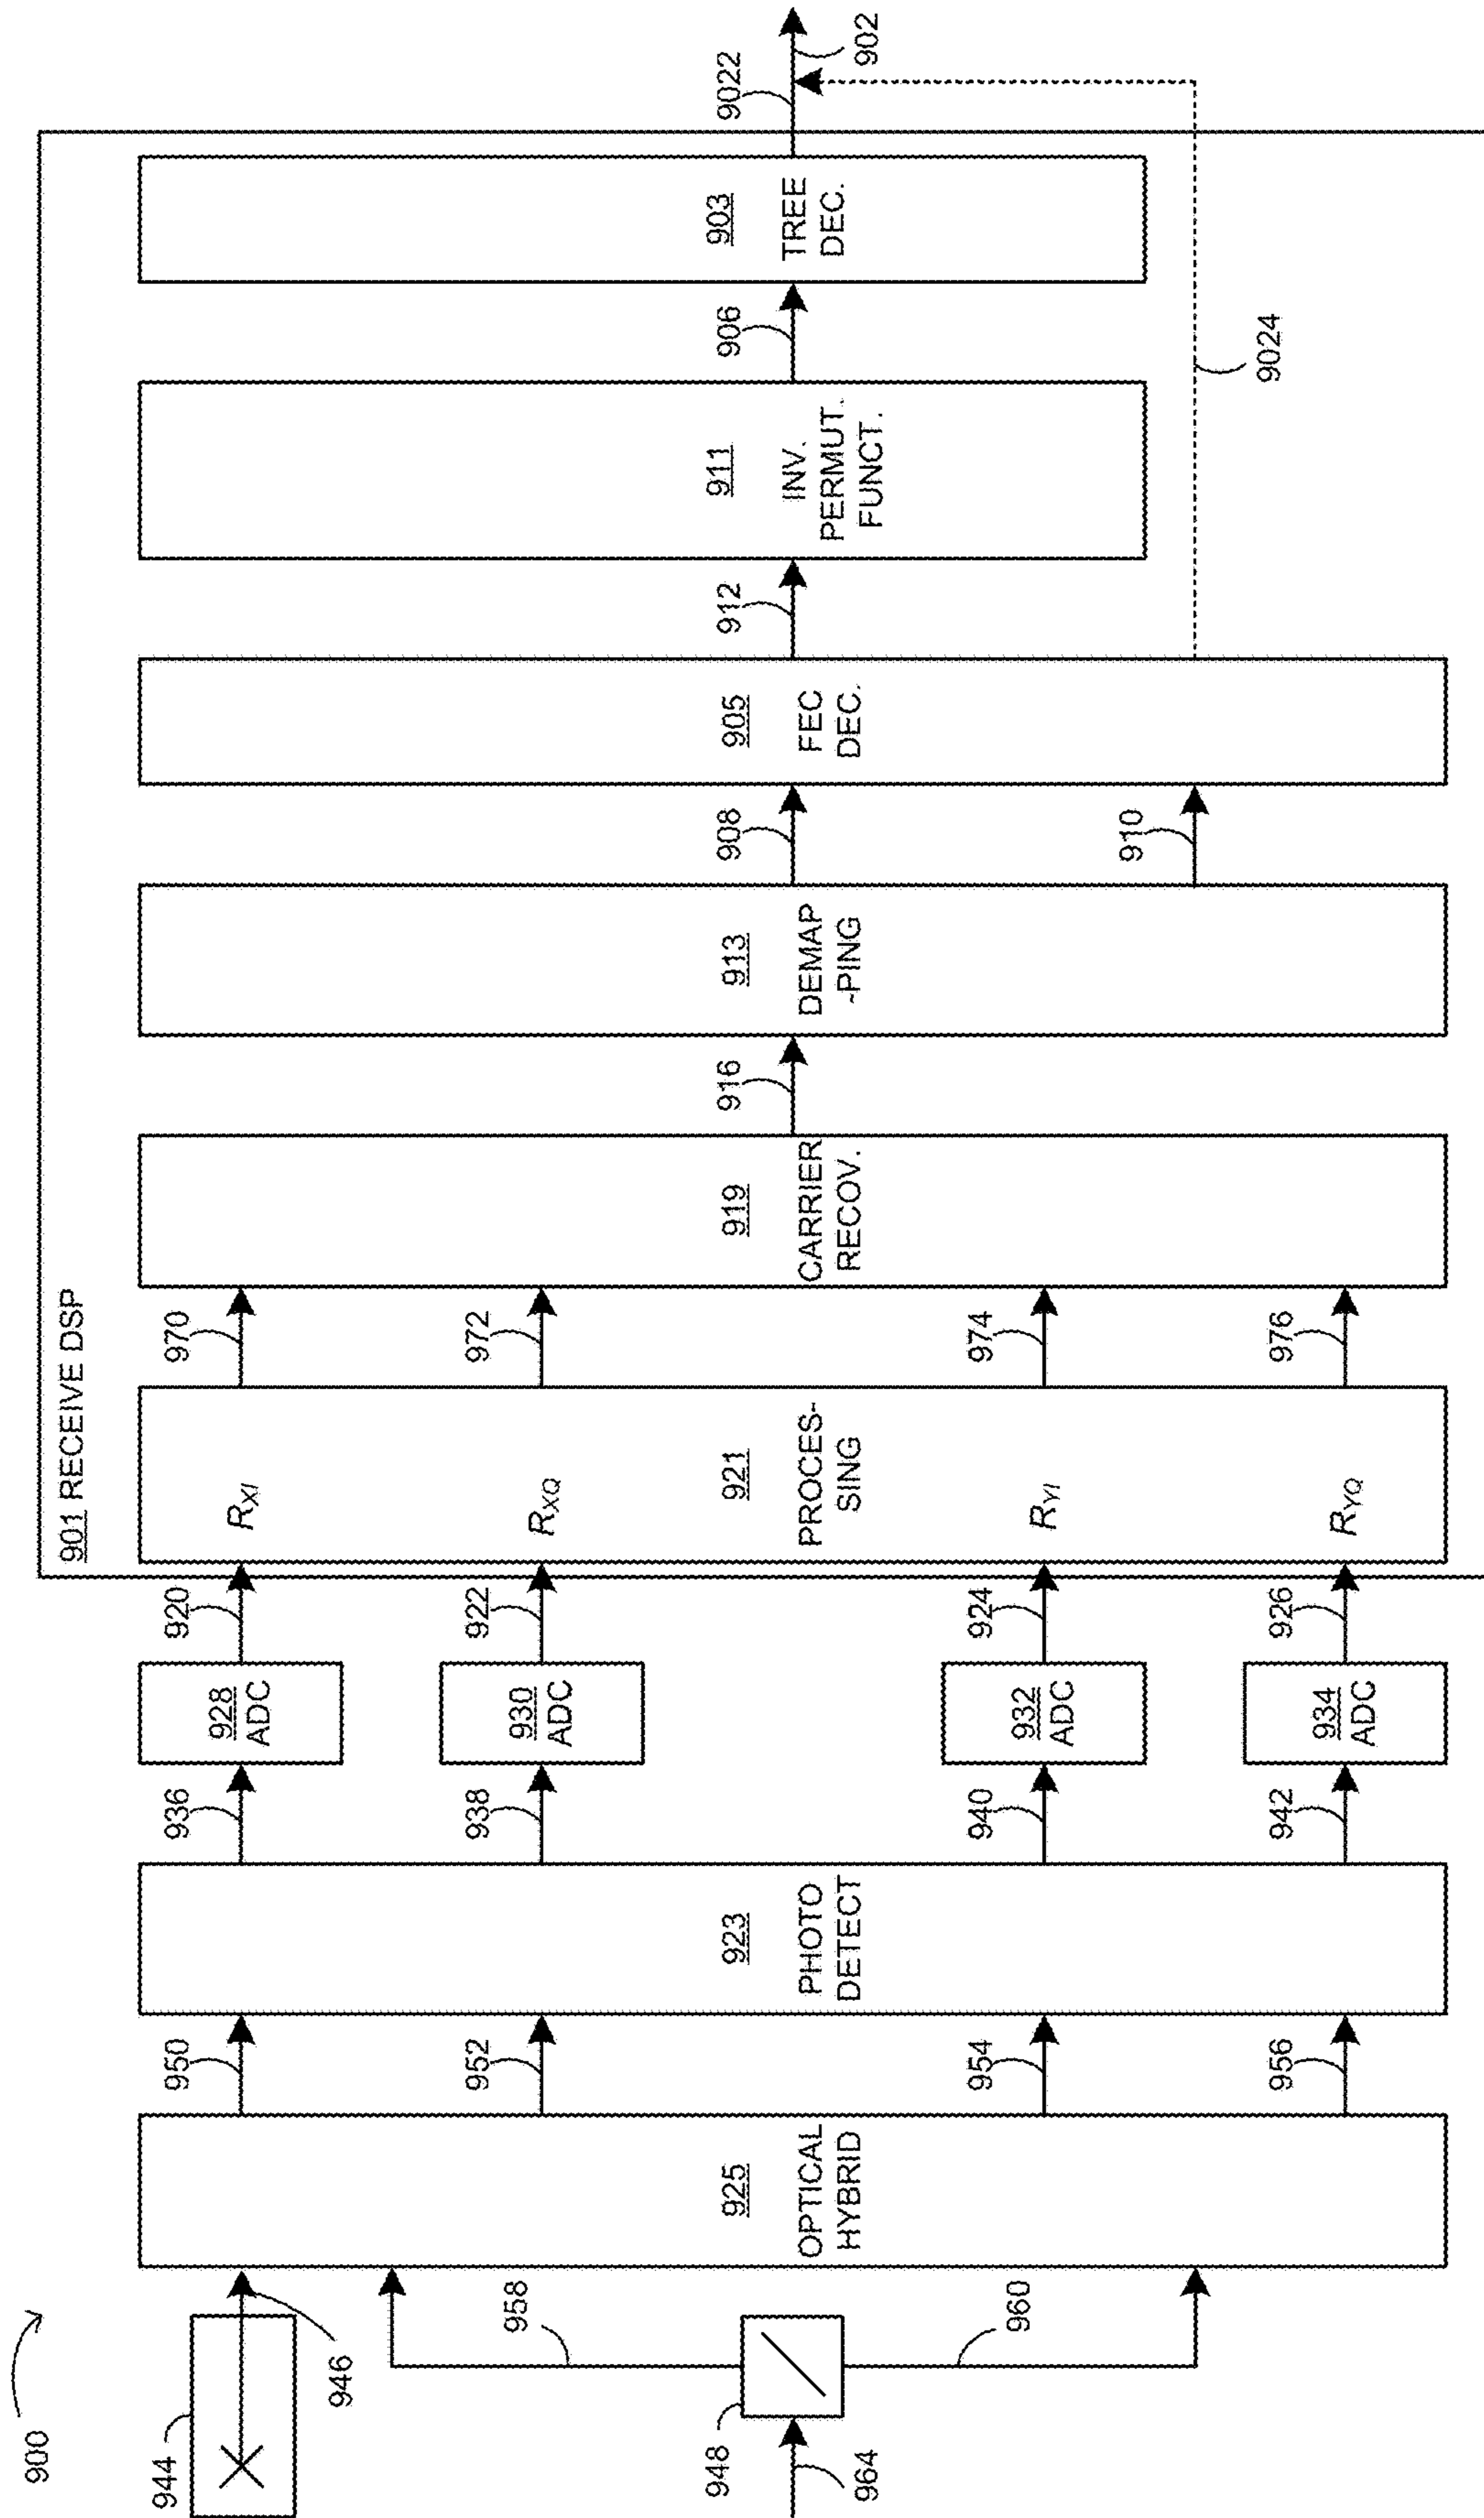 900
944
946
948
964
958
960
925
OPTICAL
HYBRID
950
952
954
956
923
PHOTO
DETECT
936
938
940
942
928
ADC
930
ADC
932
ADC
934
ADC
920
922
924
926
901 RECEIVE DSP
RXI
RXQ
921
PROCES-
SING
RYI
RYQ
970
972
974
976
919
CARRIER
RECOV.
916
913
DEMAP
-PING
908
910
905
FEC
DEC.
912
911
INV.
PERMUT.
FUNCT.
906
903
TREE
DEC.
9022
902
9024